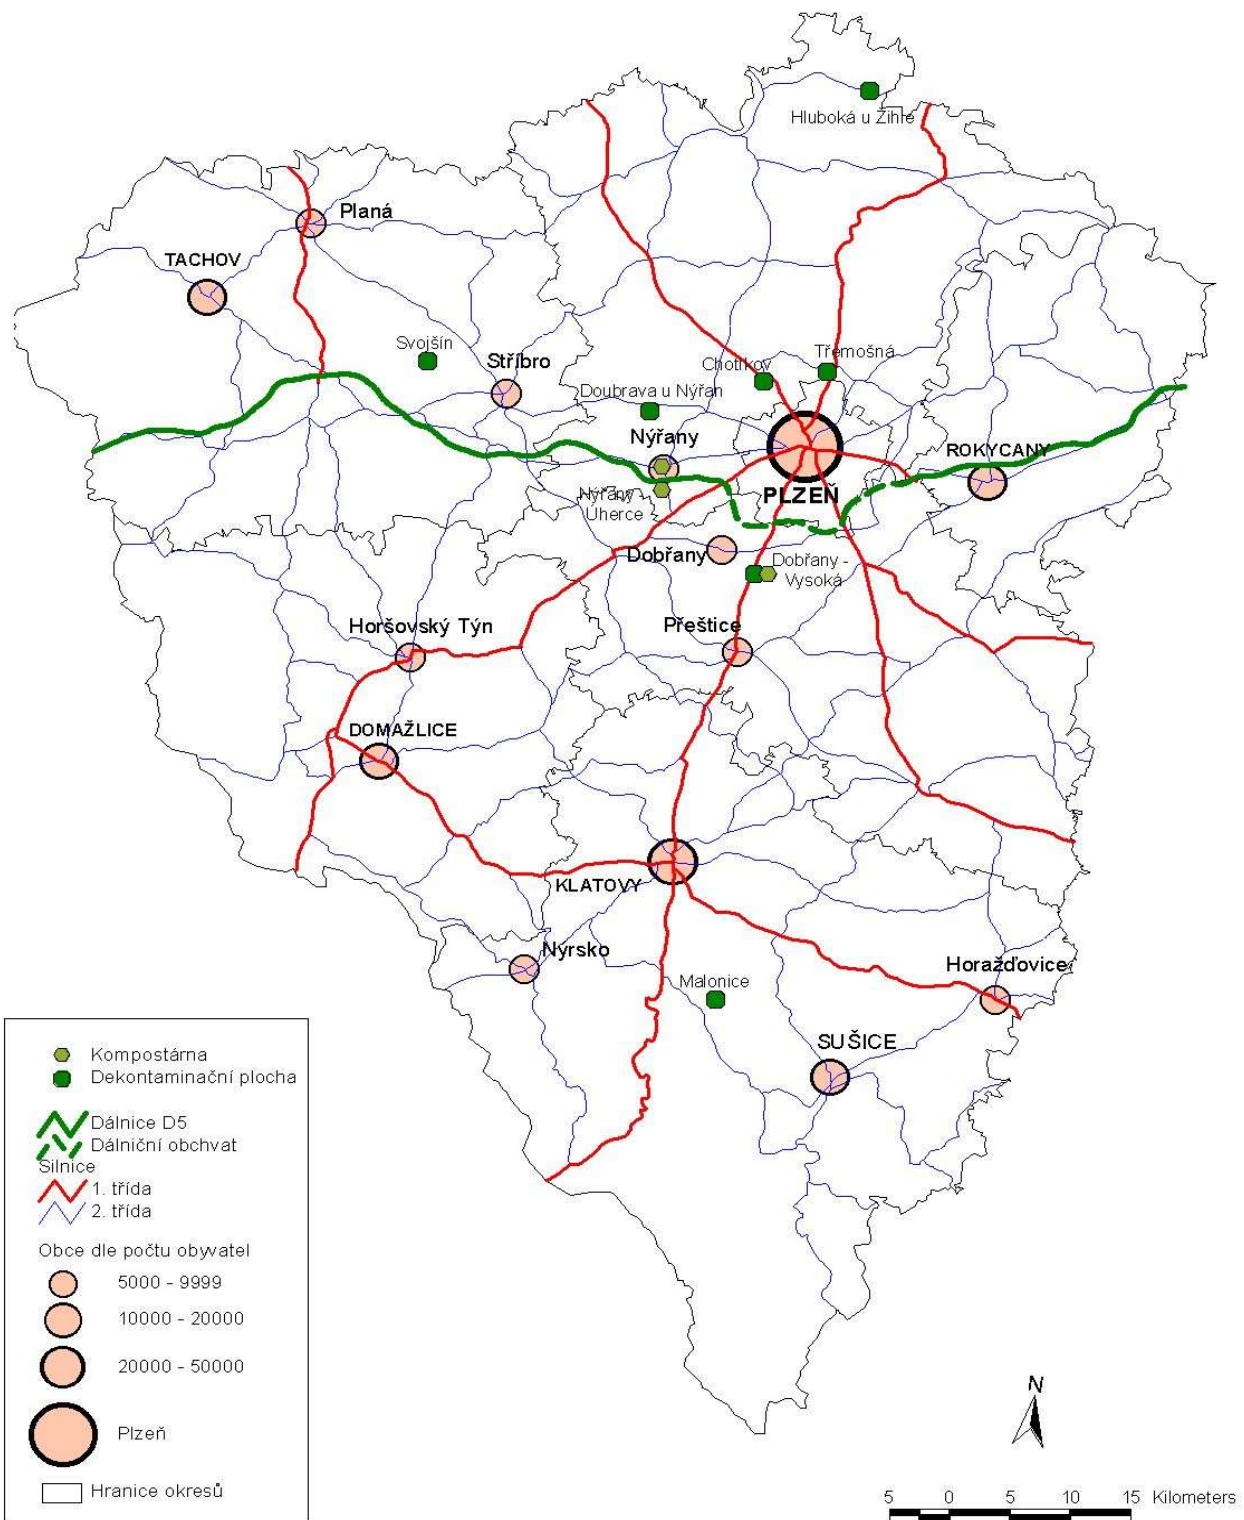 Hluboká u Žihle
Planá
TACHOV
Svojšín
Stříbro
Chotíkov
Třemošná
Doubrava u Nýřan
Nýřany
ROKYCANY
PLZEŇ
Nýřany -
Úherce
Dobřany
Dobřany -
Vysoká
Horšovský Týn
Přeštice
DOMAŽLICE
KLATOVY
Nýrsko
Horažďovice
Malonice
SUŠICE
Kompostárna
Dekontaminační plocha
Dálnice D5
Dálniční obchvat
Silnice
1. třída
2. třída
Obce dle počtu obyvatel
5000 - 9999
10000 - 20000
20000 - 50000
Plzeň
Hranice okresů
N
5 0 5 10 15 Kilometers